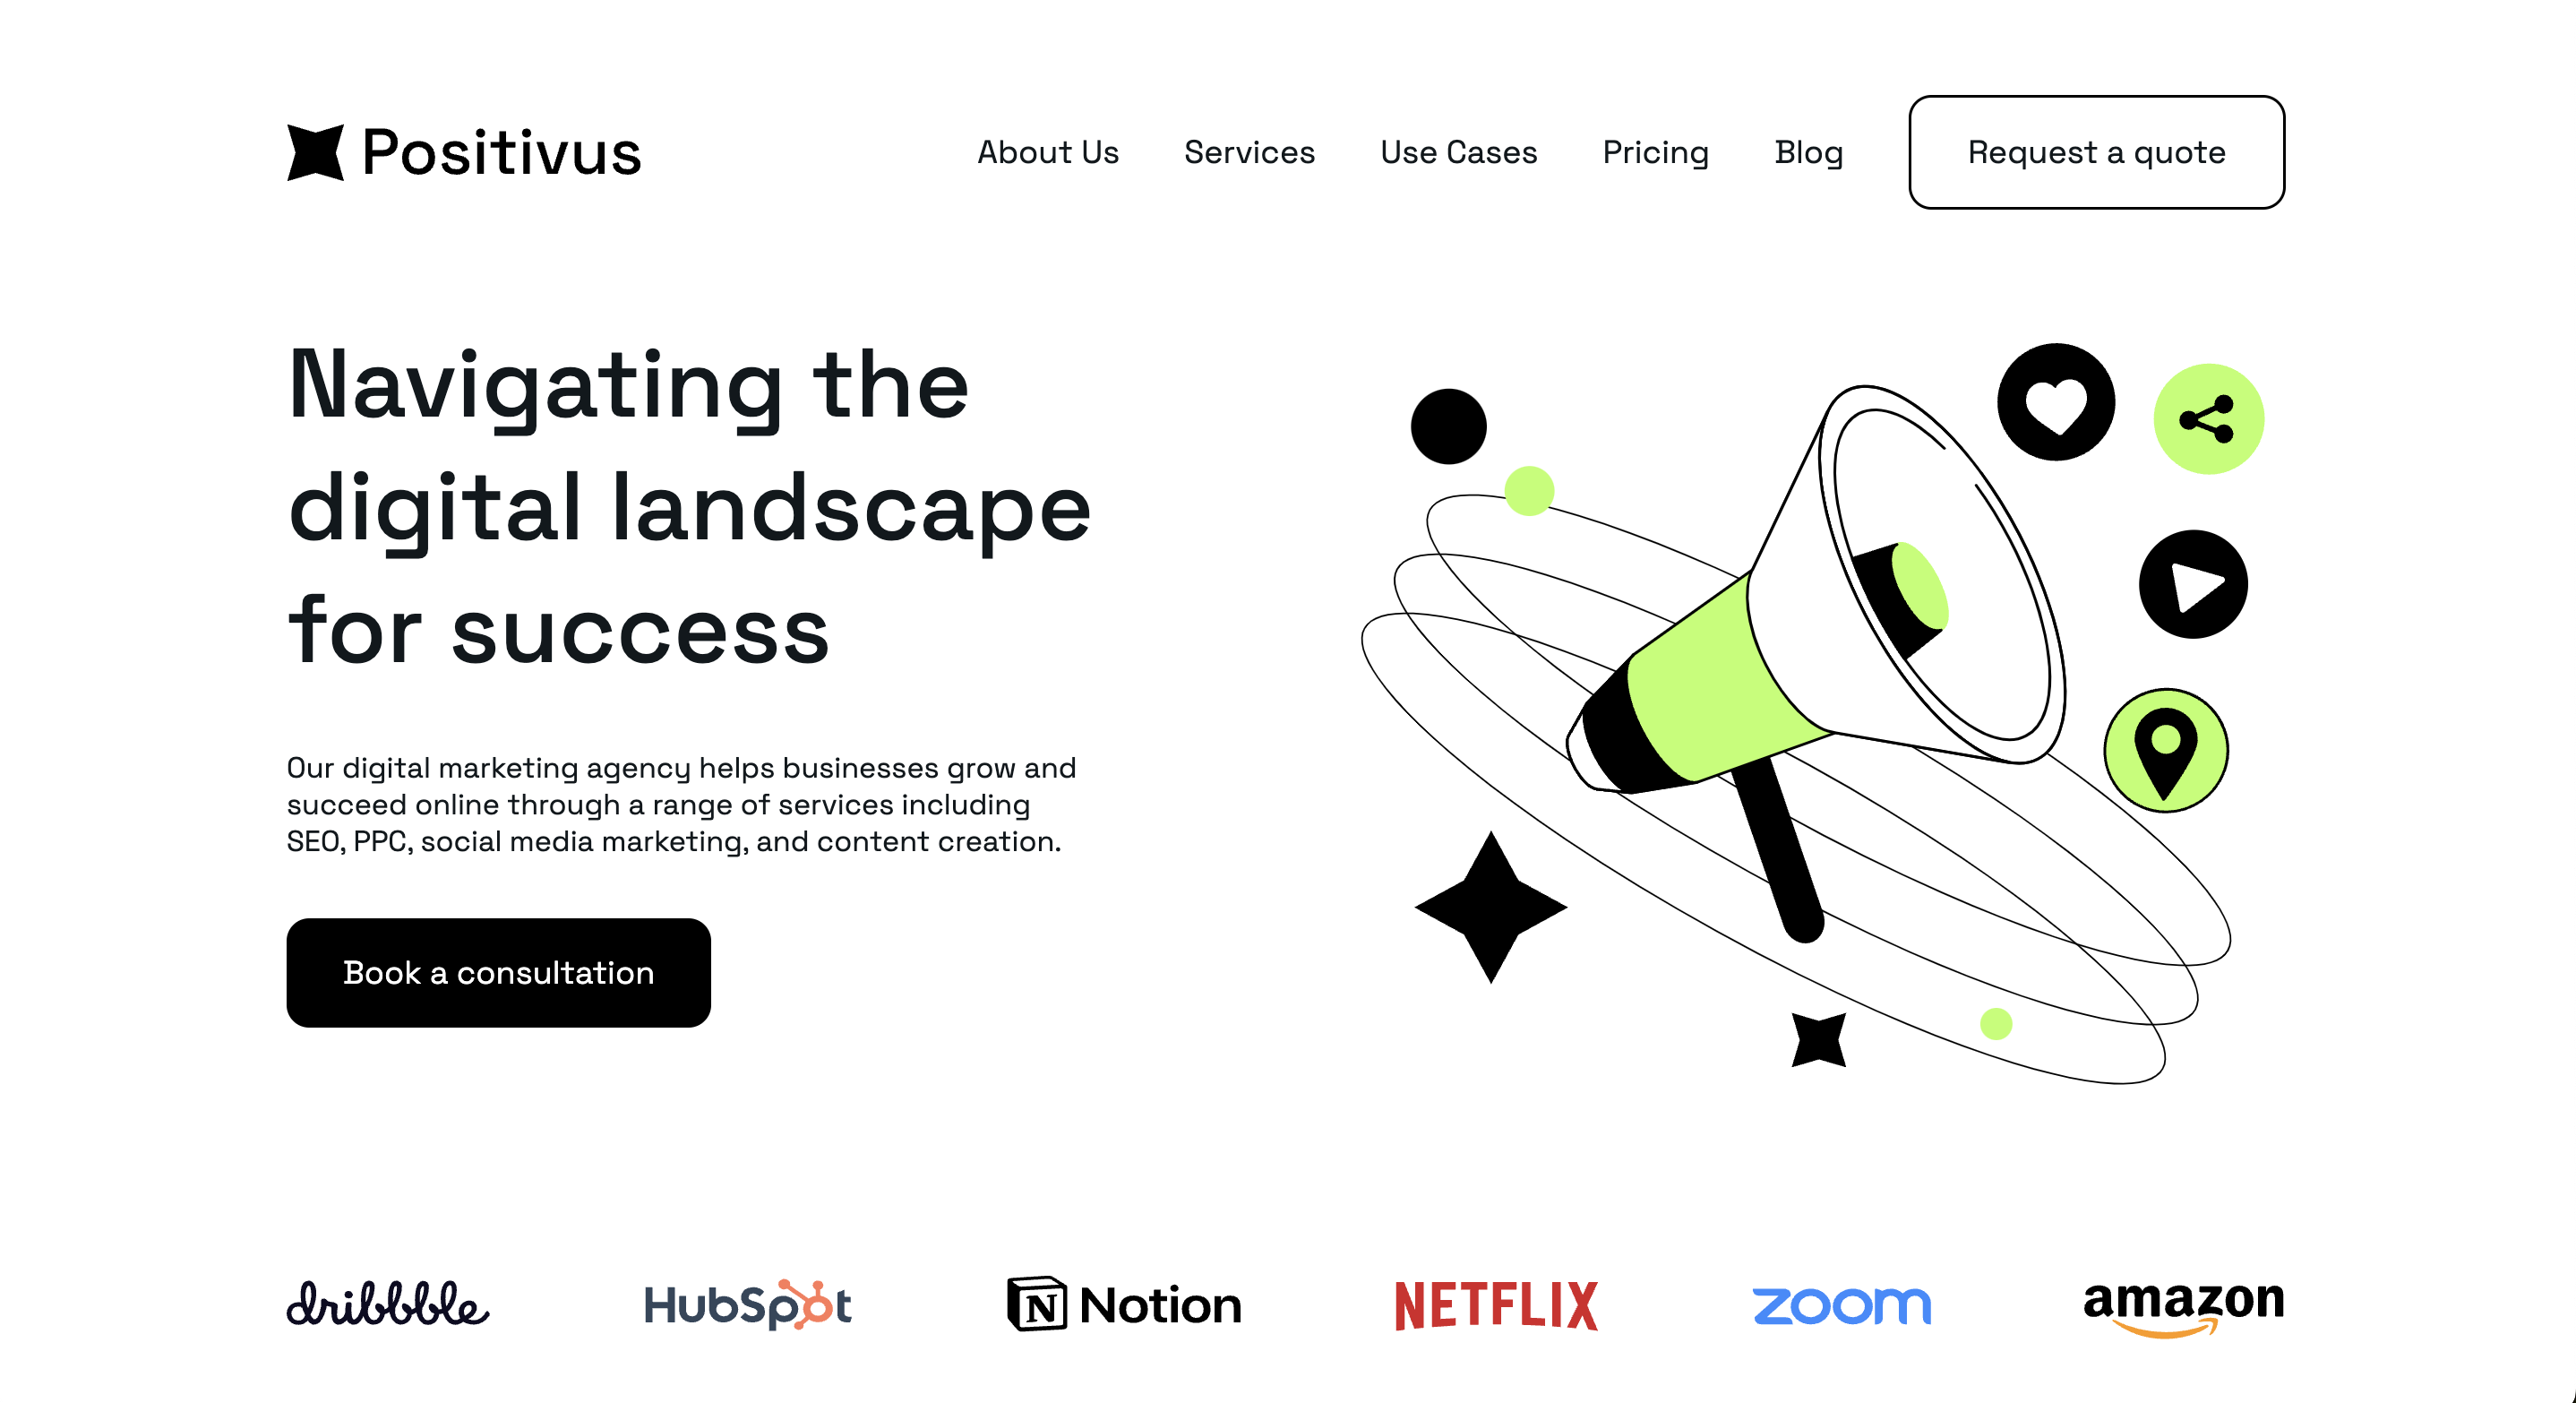 Positivus
About Us
Services
Use Cases
Pricing
Blog
Request a quote
Navigating the
digital landscape
for success
Our digital marketing agency helps businesses grow and
succeed online through a range of services including
SEO, PPC, social media marketing, and content creation.
Book a consultation
dribbble
HubSpot
N Notion
NETFLIX
zoom
amazon